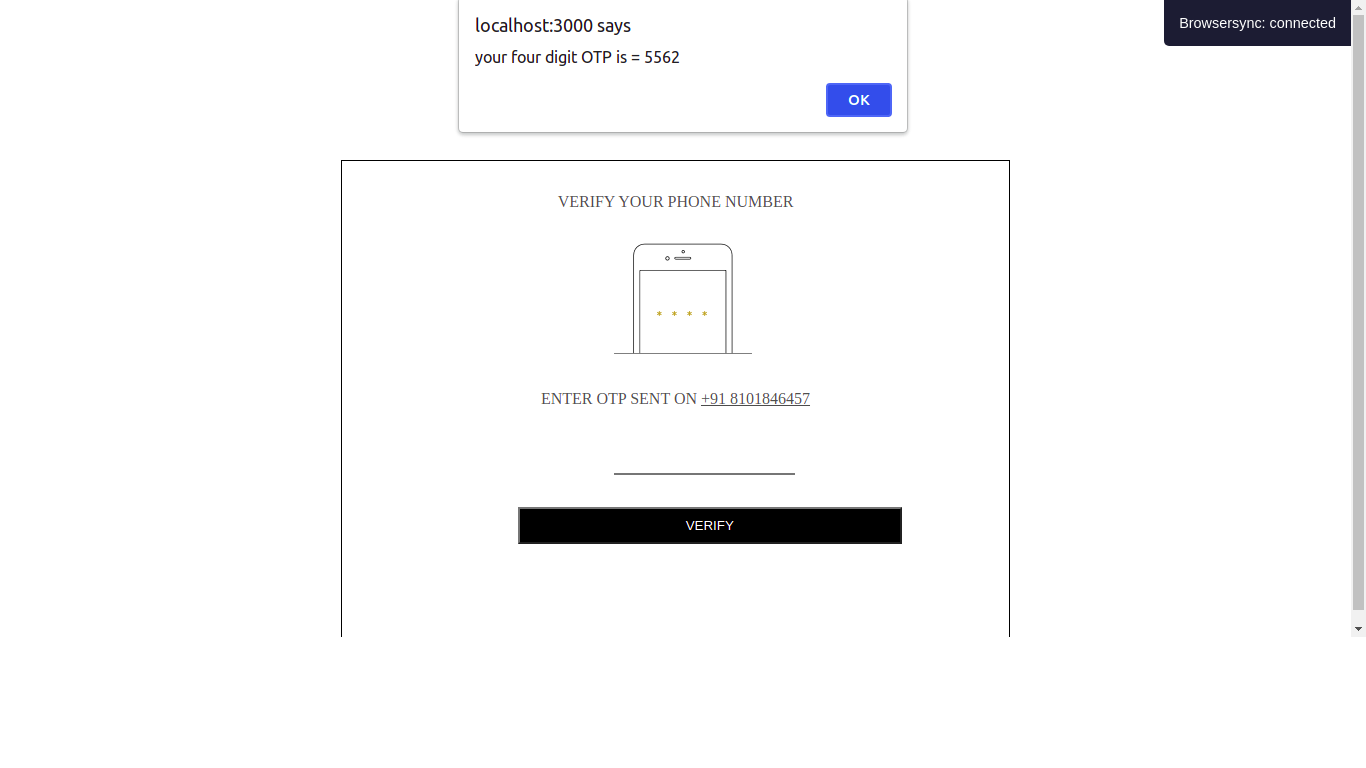 localhost:3000 says
your four digit OTP is = 5562
OK
Browsersync: connected
VERIFY YOUR PHONE NUMBER
* * * *
ENTER OTP SENT ON +91 8101846457
VERIFY